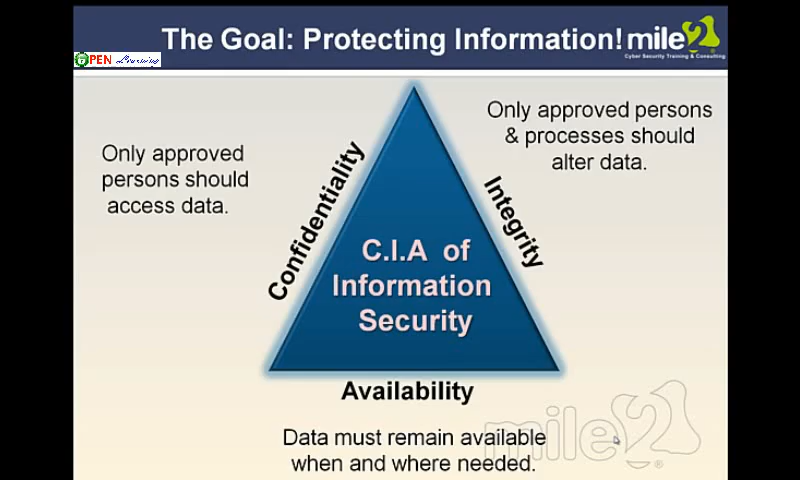 The Goal: Protecting Information!
mile2
Cyber Security Training & Consulting
OPEN Learning
Only approved
persons should
access data.
Only approved persons
& processes should
alter data.
Confidentiality
Integrity
C.I.A of
Information
Security
Availability
Data must remain available
when and where needed.
mile2
®